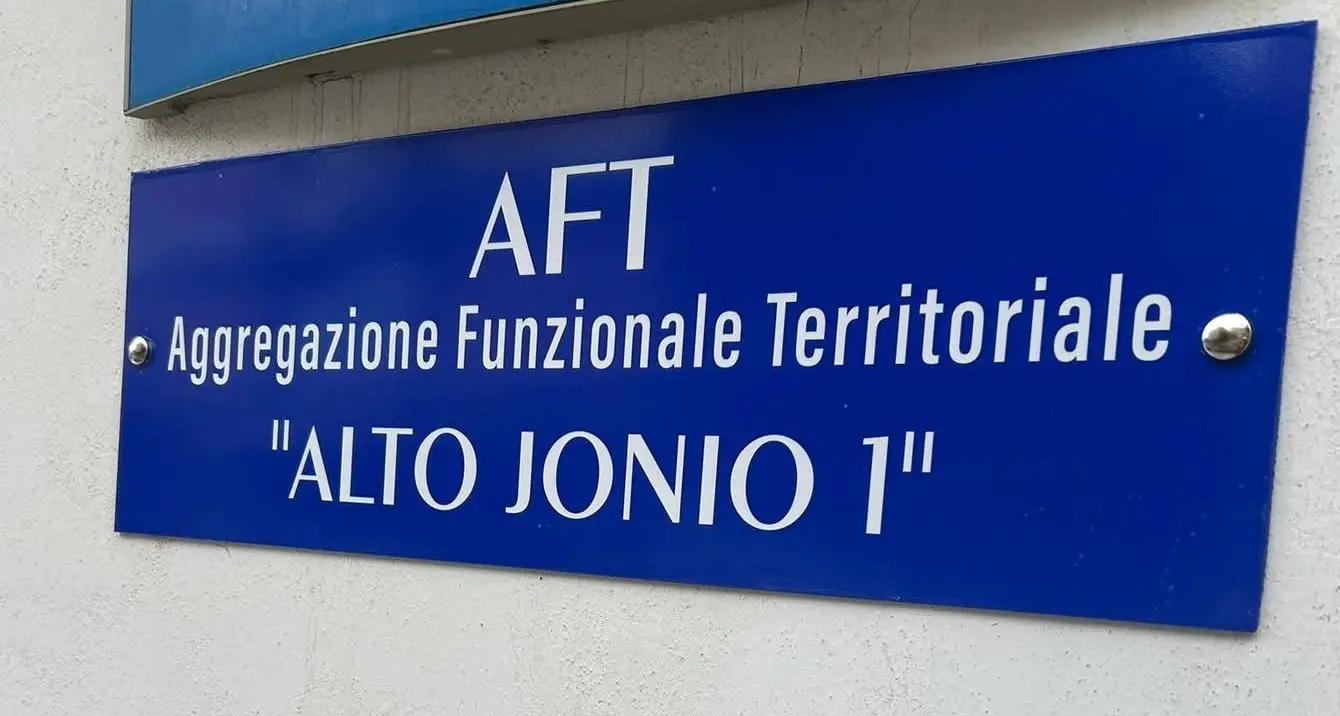 AFT
Aggregazione Funzionale Territoriale
"ALTO JONIO 1"